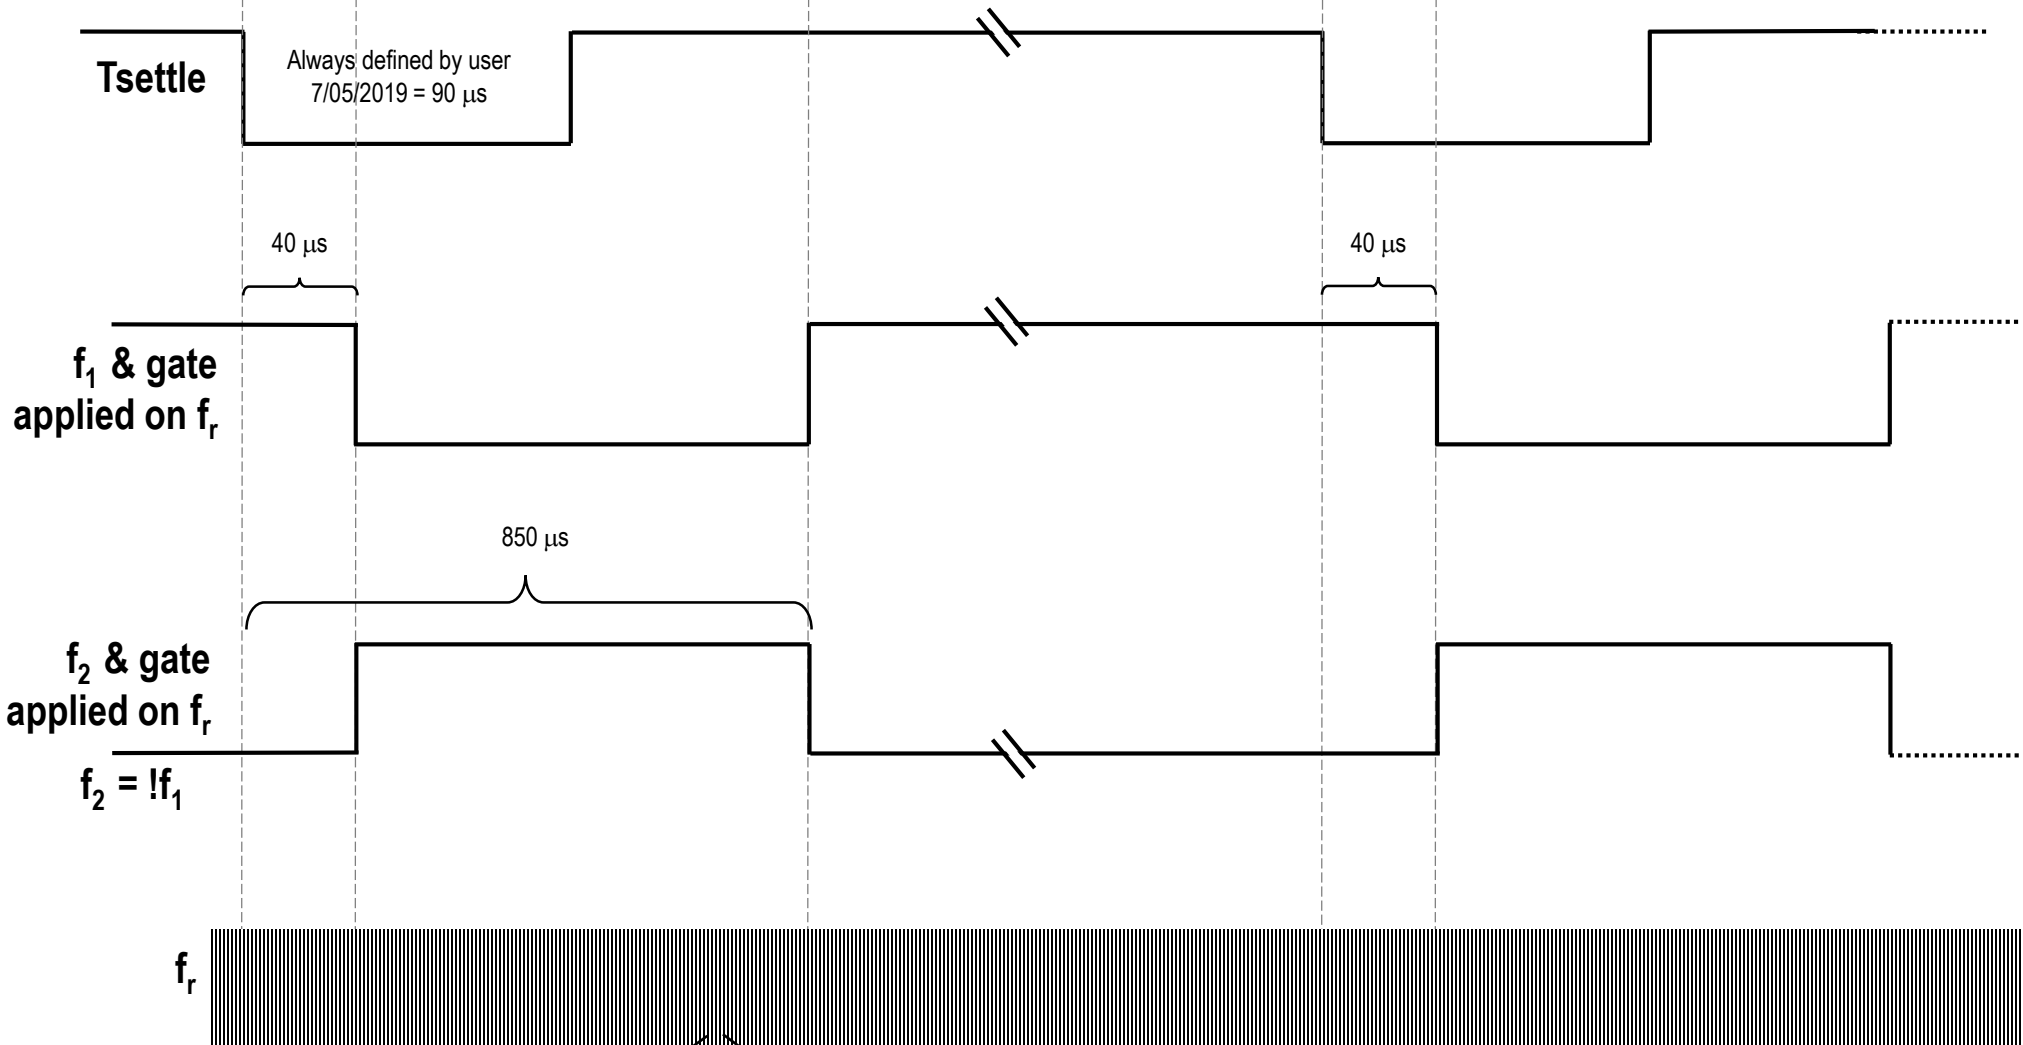 Tsettle
Always defined by user
7/05/2019 = 90 μs
40 μs
40 μs
f₁ & gate
applied on fᵣ
850 μs
f₂ & gate
applied on fᵣ
f₂ = !f₁
fᵣ